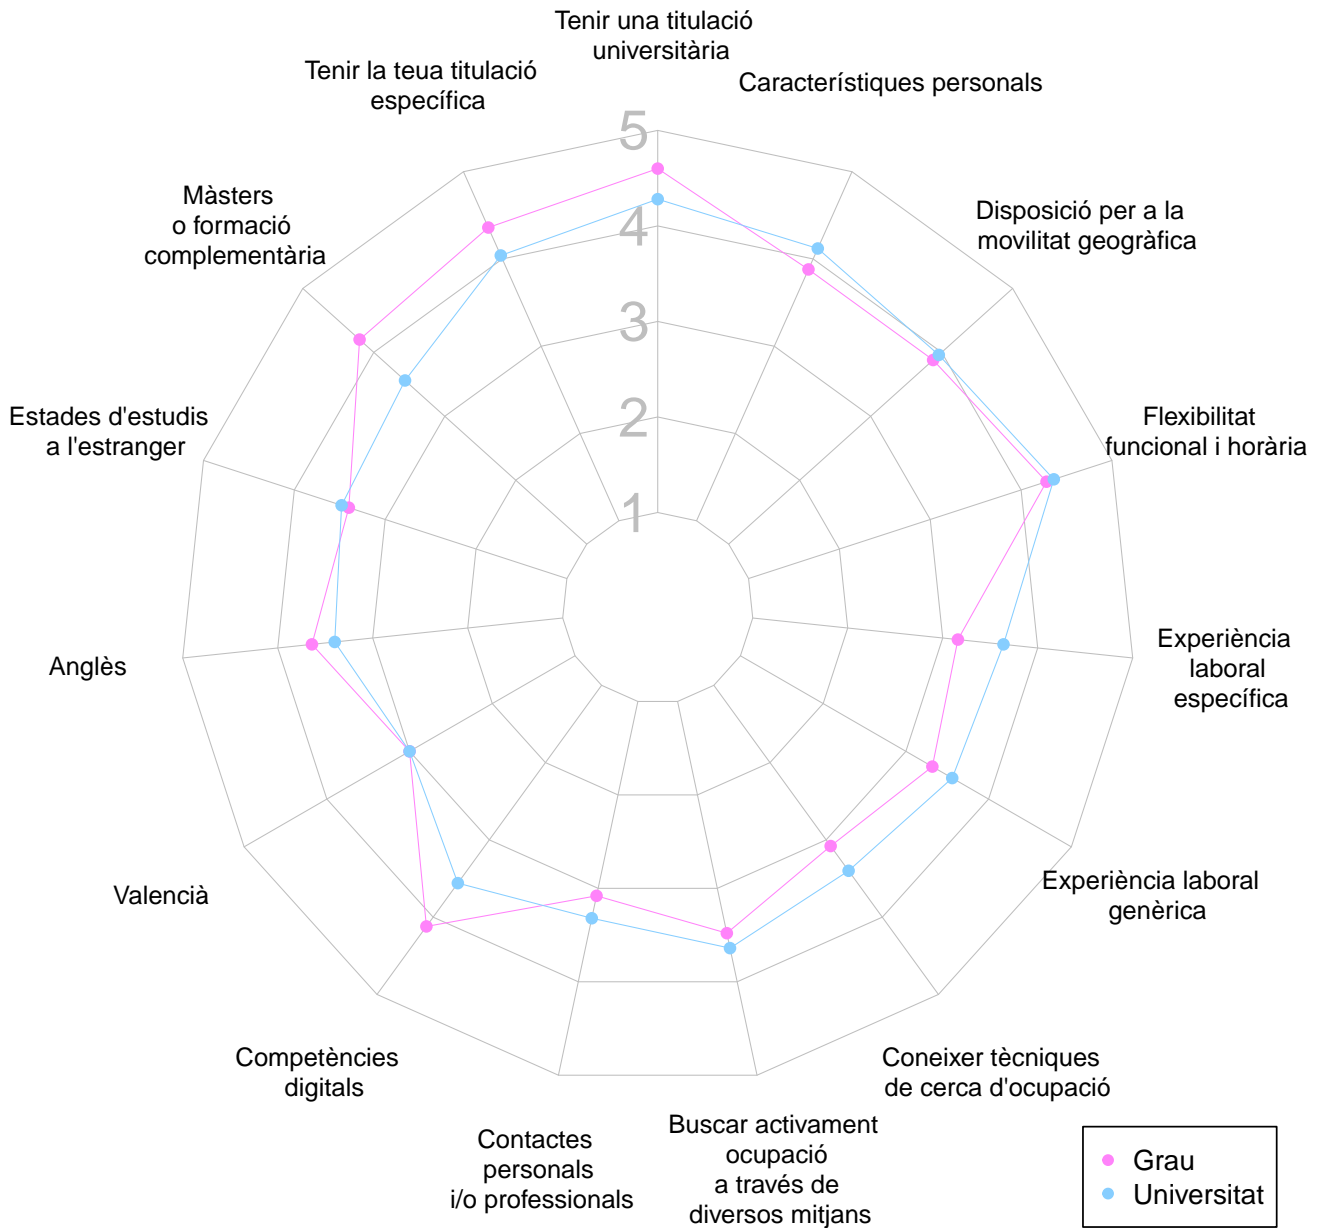 Tenir una titulació
universitària
Tenir la teua titulació
específica
Característiques personals
Màsters
o formació
complementària
Disposició per a la
movilitat geogràfica
Estades d'estudis
a l'estranger
Flexibilitat
funcional i horària
5
4
3
2
1
Anglès
Experiència
laboral
específica
Valencià
Experiència laboral
genèrica
Competències
digitals
Coneixer tècniques
de cerca d'ocupació
Contactes
personals
i/o professionals
Buscar activament
ocupació
a través de
diversos mitjans
Grau
Universitat